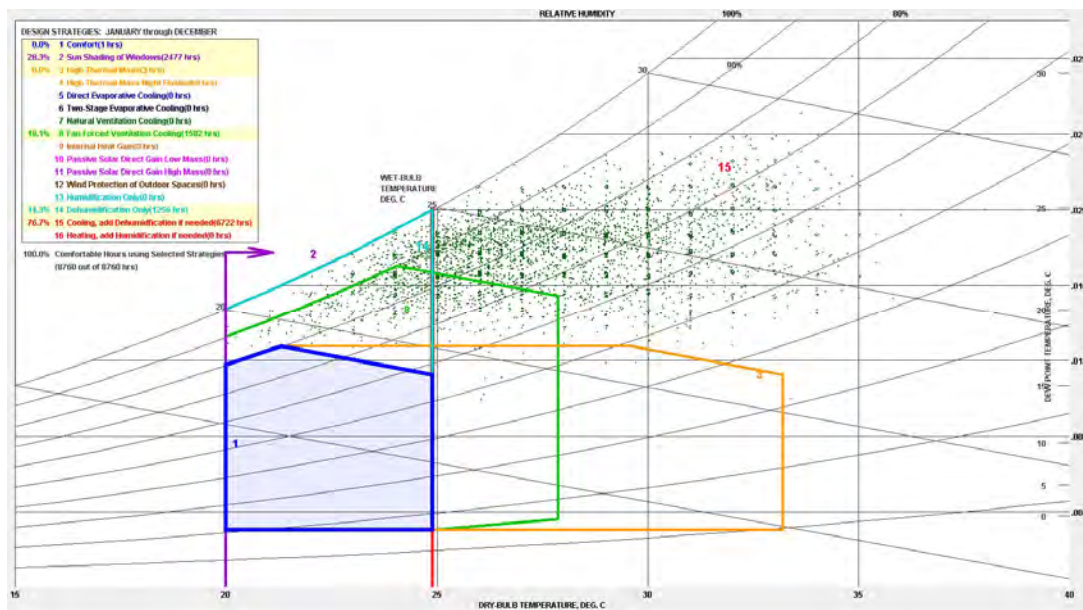 RELATIVE HUMIDITY 100% 80%
DESIGN STRATEGIES: JANUARY through DECEMBER
0.0% 1 Comfort(1 hrs)
28.3% 2 Sun Shading of Windows(2477 hrs)
0.0% 3 High Thermal Mass( hrs)
4 High Thermal Mass Night Flushed(0 hrs)
5 Direct Evaporative Cooling(0 hrs)
6 Two-Stage Evaporative Cooling(0 hrs)
7 Natural Ventilation Cooling(0 hrs)
18.1% 8 Fan-Forced Ventilation Cooling(1582 hrs)
9 Internal Heat Gain(0 hrs)
10 Passive Solar Direct Gain Low Mass(0 hrs)
11 Passive Solar Direct Gain High Mass(0 hrs)
12 Wind Protection of Outdoor Spaces(0 hrs)
13 Humidification Only(0 hrs)
14.3% 14 Dehumidification Only(1256 hrs)
76.7% 15 Cooling, add Dehumidification if needed(6722 hrs)
16 Heating, add Humidification if needed(0 hrs)
100.0% Comfortable Hours using Selected Strategies
(8760 out of 8760 hrs)
WET-BULB
TEMPERATURE
DEG. C
20
25
30
1
2
8
14
15
DEW POINT TEMPERATURE, DEG. C
30
25
20
15
10
5
0
.02
.02
.02
.01
.01
.00
.00
15 20 25 30 35 40
DRY-BULB TEMPERATURE, DEG. C